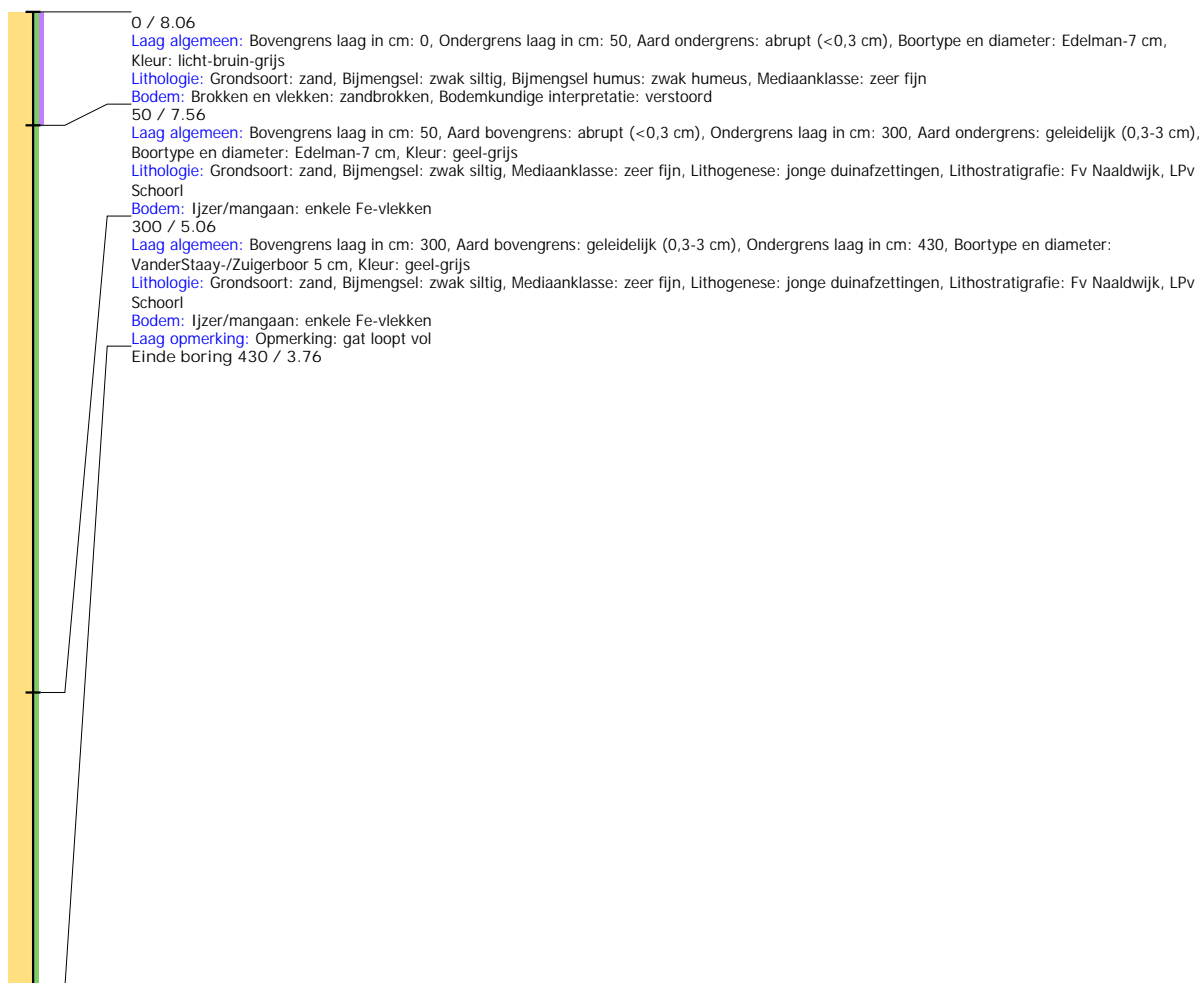 0 / 8.06
Laag algemeen: Bovengrens laag in cm: 0, Ondergrens laag in cm: 50, Aard ondergrens: abrupt (<0,3 cm), Boortype en diameter: Edelman-7 cm,
Kleur: licht-bruin-grijs
Lithologie: Grondsoort: zand, Bijmengsel: zwak siltig, Bijmengsel humus: zwak humeus, Mediaanklasse: zeer fijn
Bodem: Brokken en vlekken: zandbrokken, Bodemkundige interpretatie: verstoord
50 / 7.56
Laag algemeen: Bovengrens laag in cm: 50, Aard bovengrens: abrupt (<0,3 cm), Ondergrens laag in cm: 300, Aard ondergrens: geleidelijk (0,3-3 cm),
Boortype en diameter: Edelman-7 cm, Kleur: geel-grijs
Lithologie: Grondsoort: zand, Bijmengsel: zwak siltig, Mediaanklasse: zeer fijn, Lithogenese: jonge duinafzettingen, Lithostratigrafie: Fv Naaldwijk, LPv
Schoorl
Bodem: Ijzer/mangaan: enkele Fe-vlekken
300 / 5.06
Laag algemeen: Bovengrens laag in cm: 300, Aard bovengrens: geleidelijk (0,3-3 cm), Ondergrens laag in cm: 430, Boortype en diameter:
VanderStaay-/Zuigerboor 5 cm, Kleur: geel-grijs
Lithologie: Grondsoort: zand, Bijmengsel: zwak siltig, Mediaanklasse: zeer fijn, Lithogenese: jonge duinafzettingen, Lithostratigrafie: Fv Naaldwijk, LPv
Schoorl
Bodem: Ijzer/mangaan: enkele Fe-vlekken
Laag opmerking: Opmerking: gat loopt vol
Einde boring 430 / 3.76